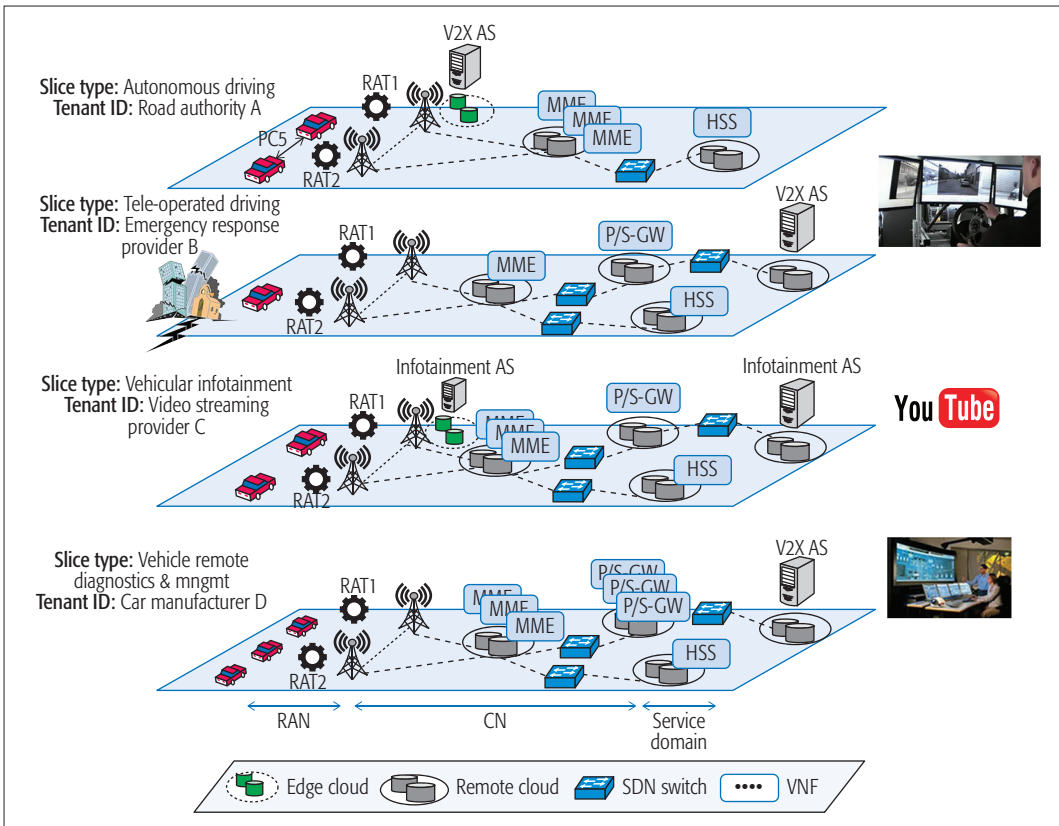 V2X AS
Slice type: Autonomous driving
Tenant ID: Road authority A
RAT1
MME
MME
MME
HSS
PC5
RAT2
Slice type: Tele-operated driving
Tenant ID: Emergency response
provider B
V2X AS
RAT1
P/S-GW
MME
HSS
RAT2
Infotainment AS
Infotainment AS
Slice type: Vehicular infotainment
Tenant ID: Video streaming
provider C
RAT1
P/S-GW
You Tube
MME
MME
MME
HSS
RAT2
V2X AS
Slice type: Vehicle remote
diagnostics & mngmt
Tenant ID: Car manufacturer D
RAT1
P/S-GW
P/S-GW
P/S-GW
MME
MME
MME
HSS
RAT2
RAN
CN
Service
domain
Edge cloud
Remote cloud
SDN switch
•••• VNF